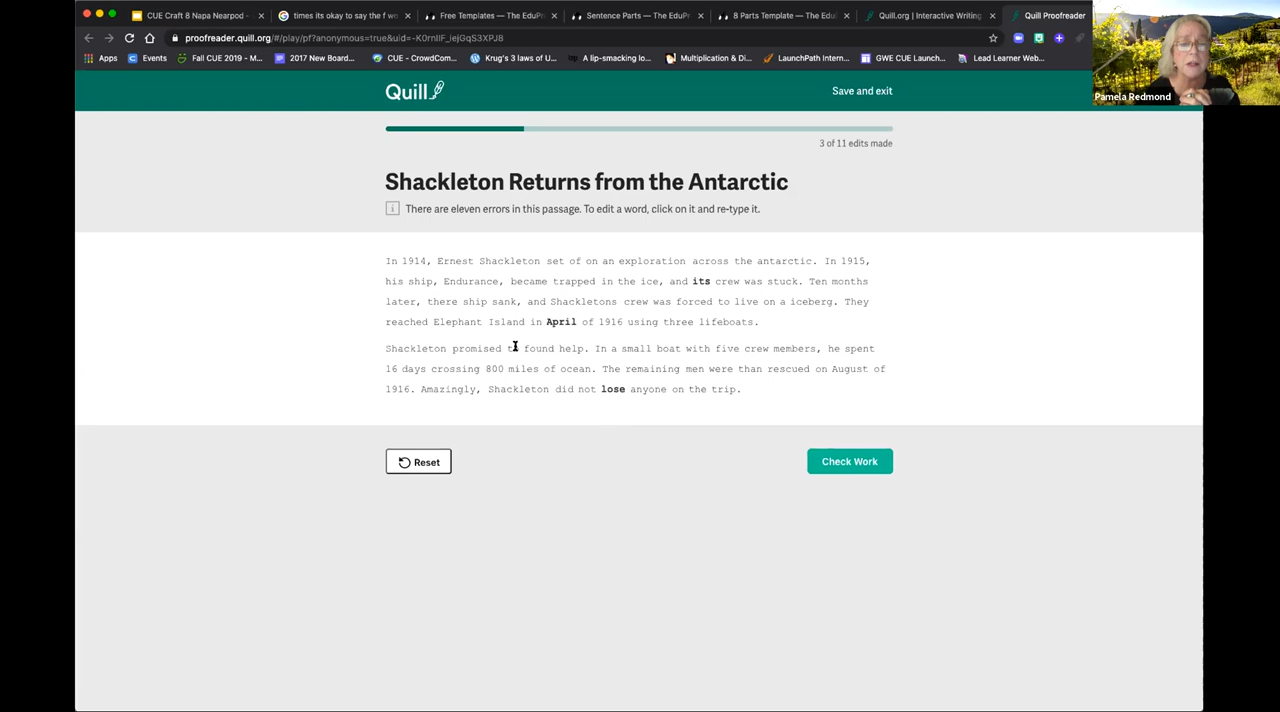 CUE Craft 8 Napa Nearpod -
times its okay to say the f wo
Free Templates — The EduPr
Sentence Parts — The EduPr
8 Parts Template — The Edu
Quill.org | Interactive Writing
Quill Proofreader
proofreader.quill.org/#/play/pf?anonymous=true&uid=-K0rnIlF_iejGqS3XPJ8
Apps
Events
Fall CUE 2019 - M...
2017 New Board...
CUE - CrowdCom...
Krug's 3 laws of U...
A lip-smacking lo...
Multiplication & Di...
LaunchPath Intern...
GWE CUE Launch...
Lead Learner Web...
Pamela Redmond
Quill
Save and exit
3 of 11 edits made
Shackleton Returns from the Antarctic
There are eleven errors in this passage. To edit a word, click on it and re-type it.
In 1914, Ernest Shackleton set of on an exploration across the antarctic. In 1915,
his ship, Endurance, became trapped in the ice, and its crew was stuck. Ten months
later, there ship sank, and Shackletons crew was forced to live on a iceberg. They
reached Elephant Island in April of 1916 using three lifeboats.
Shackleton promised to found help. In a small boat with five crew members, he spent
16 days crossing 800 miles of ocean. The remaining men were than rescued on August of
1916. Amazingly, Shackleton did not lose anyone on the trip.
Reset
Check Work